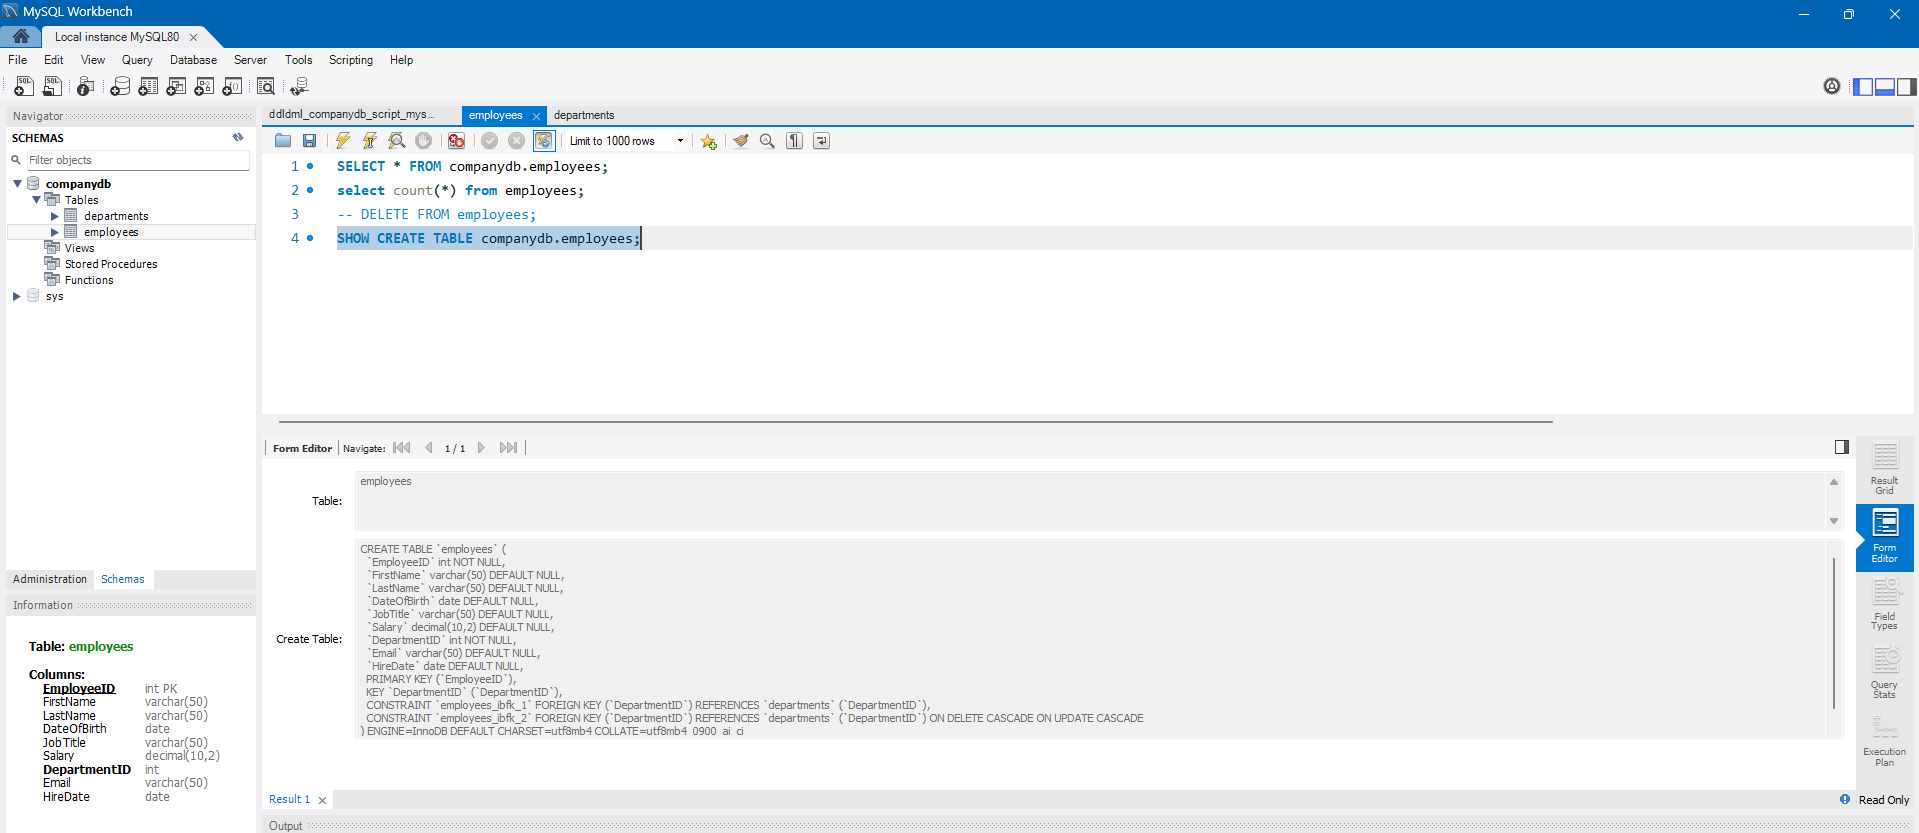 MySQL Workbench
Local instance MySQL80
File Edit View Query Database Server Tools Scripting Help
Navigator
SCHEMAS
Filter objects
companydb
Tables
departments
employees
Views
Stored Procedures
Functions
sys
Administration Schemas
Information
Table: employees
Columns:
EmployeeID int PK
FirstName varchar(50)
LastName varchar(50)
DateOfBirth date
JobTitle varchar(50)
Salary decimal(10,2)
DepartmentID int
Email varchar(50)
HireDate date
ddldml_companydb_script_mys... employees departments
Limit to 1000 rows
1 SELECT * FROM companydb.employees;
2 select count(*) from employees;
3 -- DELETE FROM employees;
4 SHOW CREATE TABLE companydb.employees;
Form Editor Navigate: 1 / 1
Table: employees
Create Table:
CREATE TABLE `employees` (
`EmployeeID` int NOT NULL,
`FirstName` varchar(50) DEFAULT NULL,
`LastName` varchar(50) DEFAULT NULL,
`DateOfBirth` date DEFAULT NULL,
`JobTitle` varchar(50) DEFAULT NULL,
`Salary` decimal(10,2) DEFAULT NULL,
`DepartmentID` int NOT NULL,
`Email` varchar(50) DEFAULT NULL,
`HireDate` date DEFAULT NULL,
PRIMARY KEY (`EmployeeID`),
KEY `DepartmentID` (`DepartmentID`),
CONSTRAINT `employees_ibfk_1` FOREIGN KEY (`DepartmentID`) REFERENCES `departments` (`DepartmentID`),
CONSTRAINT `employees_ibfk_2` FOREIGN KEY (`DepartmentID`) REFERENCES `departments` (`DepartmentID`) ON DELETE CASCADE ON UPDATE CASCADE
) ENGINE=InnoDB DEFAULT CHARSET=utf8mb4 COLLATE=utf8mb4_0900_ai_ci
Result
Grid
Form
Editor
Field
Types
Query
Stats
Execution
Plan
Result 1
Read Only
Output